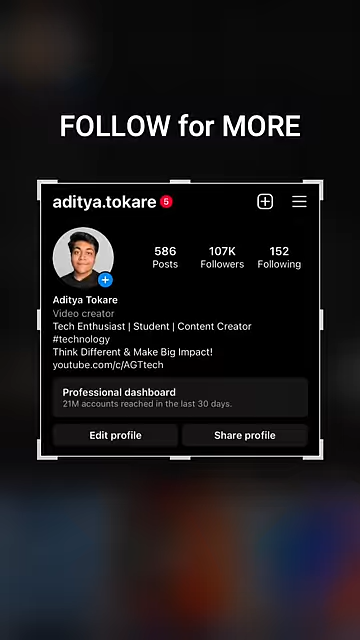 FOLLOW for MORE
aditya.tokare 5
586 107K 152
Posts Followers Following
Aditya Tokare
Video creator
Tech Enthusiast | Student | Content Creator
#technology
Think Different & Make Big Impact!
youtube.com/c/AGTtech
Professional dashboard
21M accounts reached in the last 30 days.
Edit profile Share profile